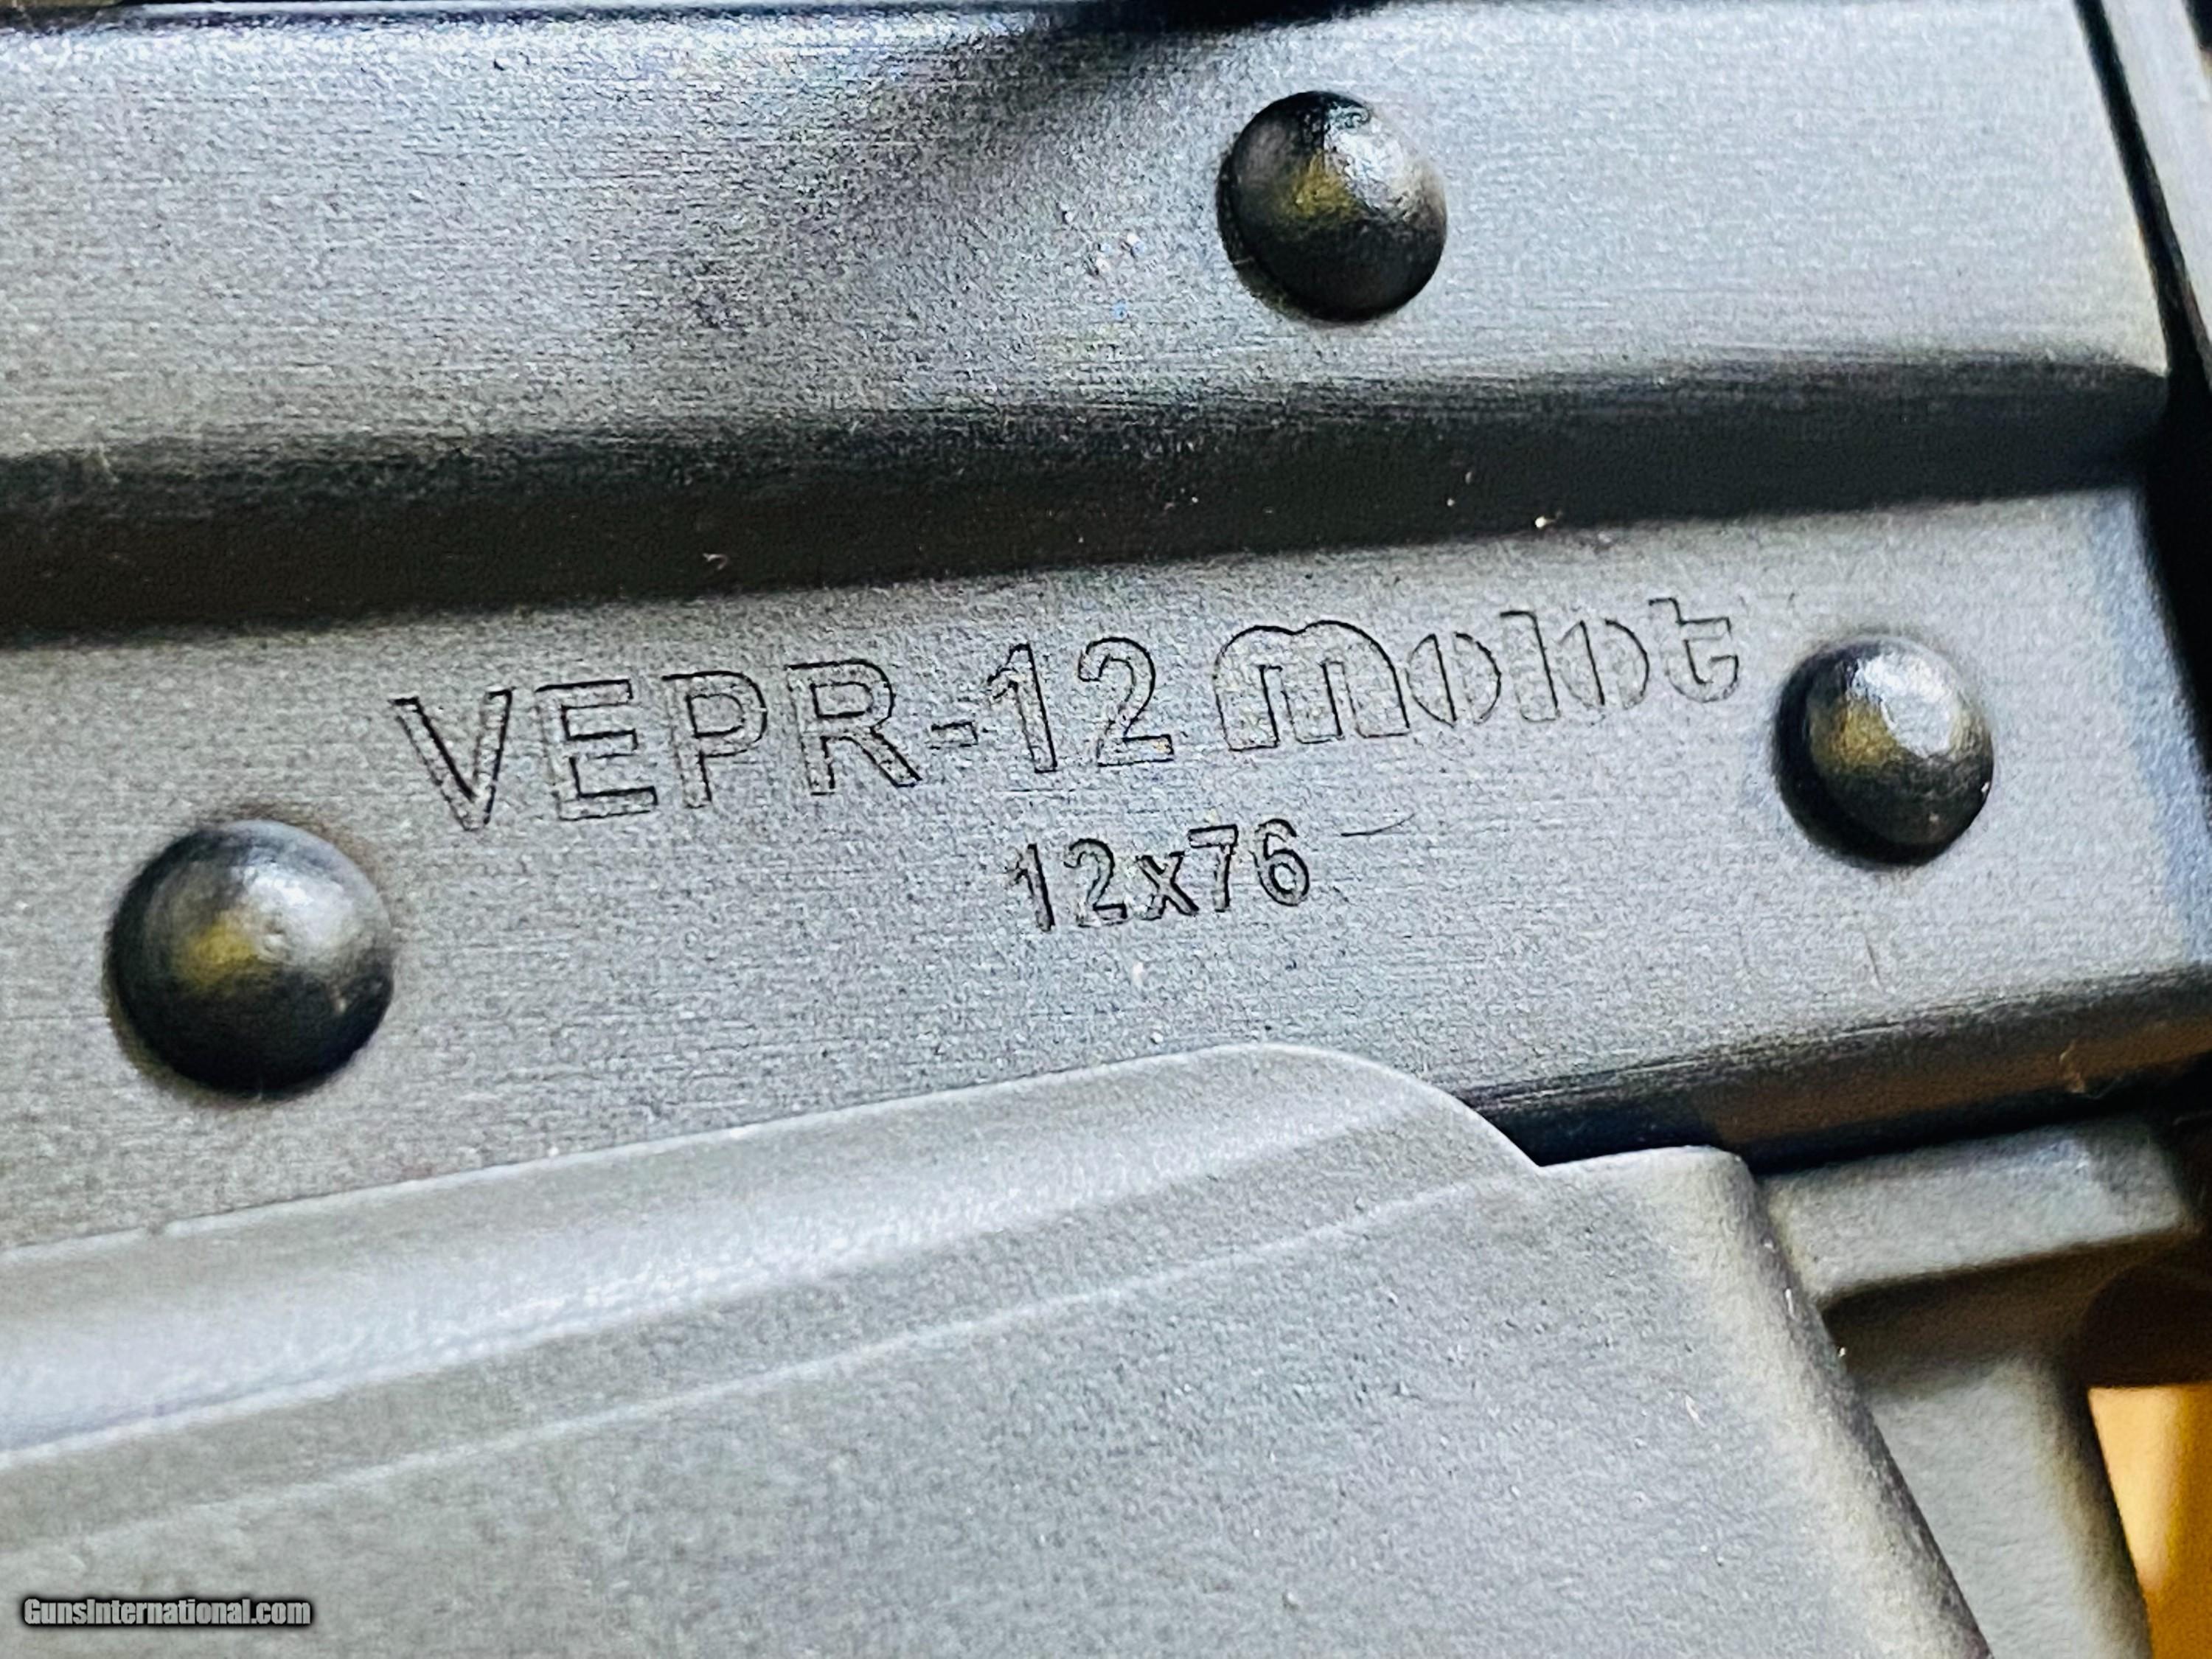 VEPR-12 molot
12x76
GunsInternational.com